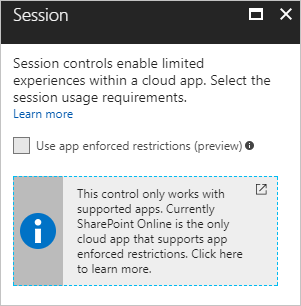 Session
Session controls enable limited
experiences within a cloud app. Select the
session usage requirements.
Learn more
Use app enforced restrictions (preview)
This control only works with
supported apps. Currently
SharePoint Online is the only
cloud app that supports app
enforced restrictions. Click here
to learn more.